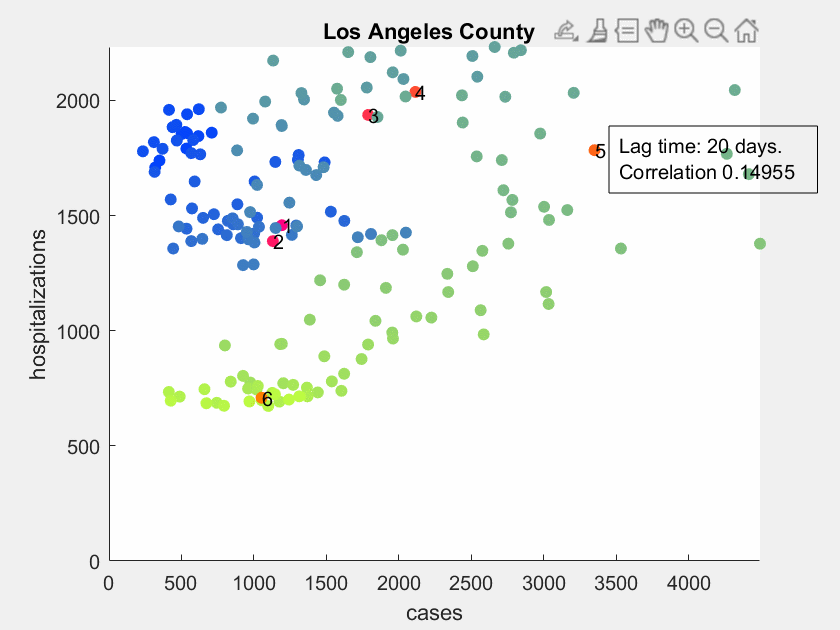 Los Angeles County
2000
1500
1000
500
0
hospitalizations
4
3
5
Lag time: 20 days.
Correlation 0.14955
1
2
6
0 500 1000 1500 2000 2500 3000 3500 4000
cases